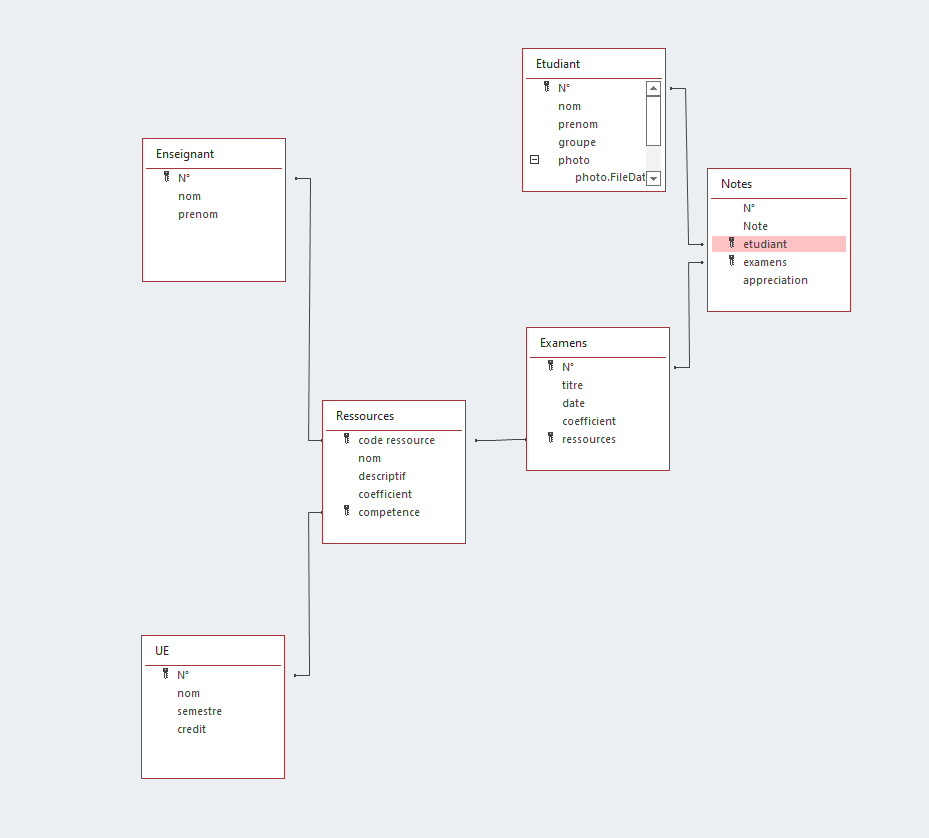 Etudiant
N°
nom
prenom
groupe
photo
photo.FileDat
Enseignant
N°
nom
prenom
Notes
N°
Note
etudiant
examens
appreciation
Examens
N°
titre
date
coefficient
ressources
Ressources
code ressource
nom
descriptif
coefficient
competence
UE
N°
nom
semestre
credit